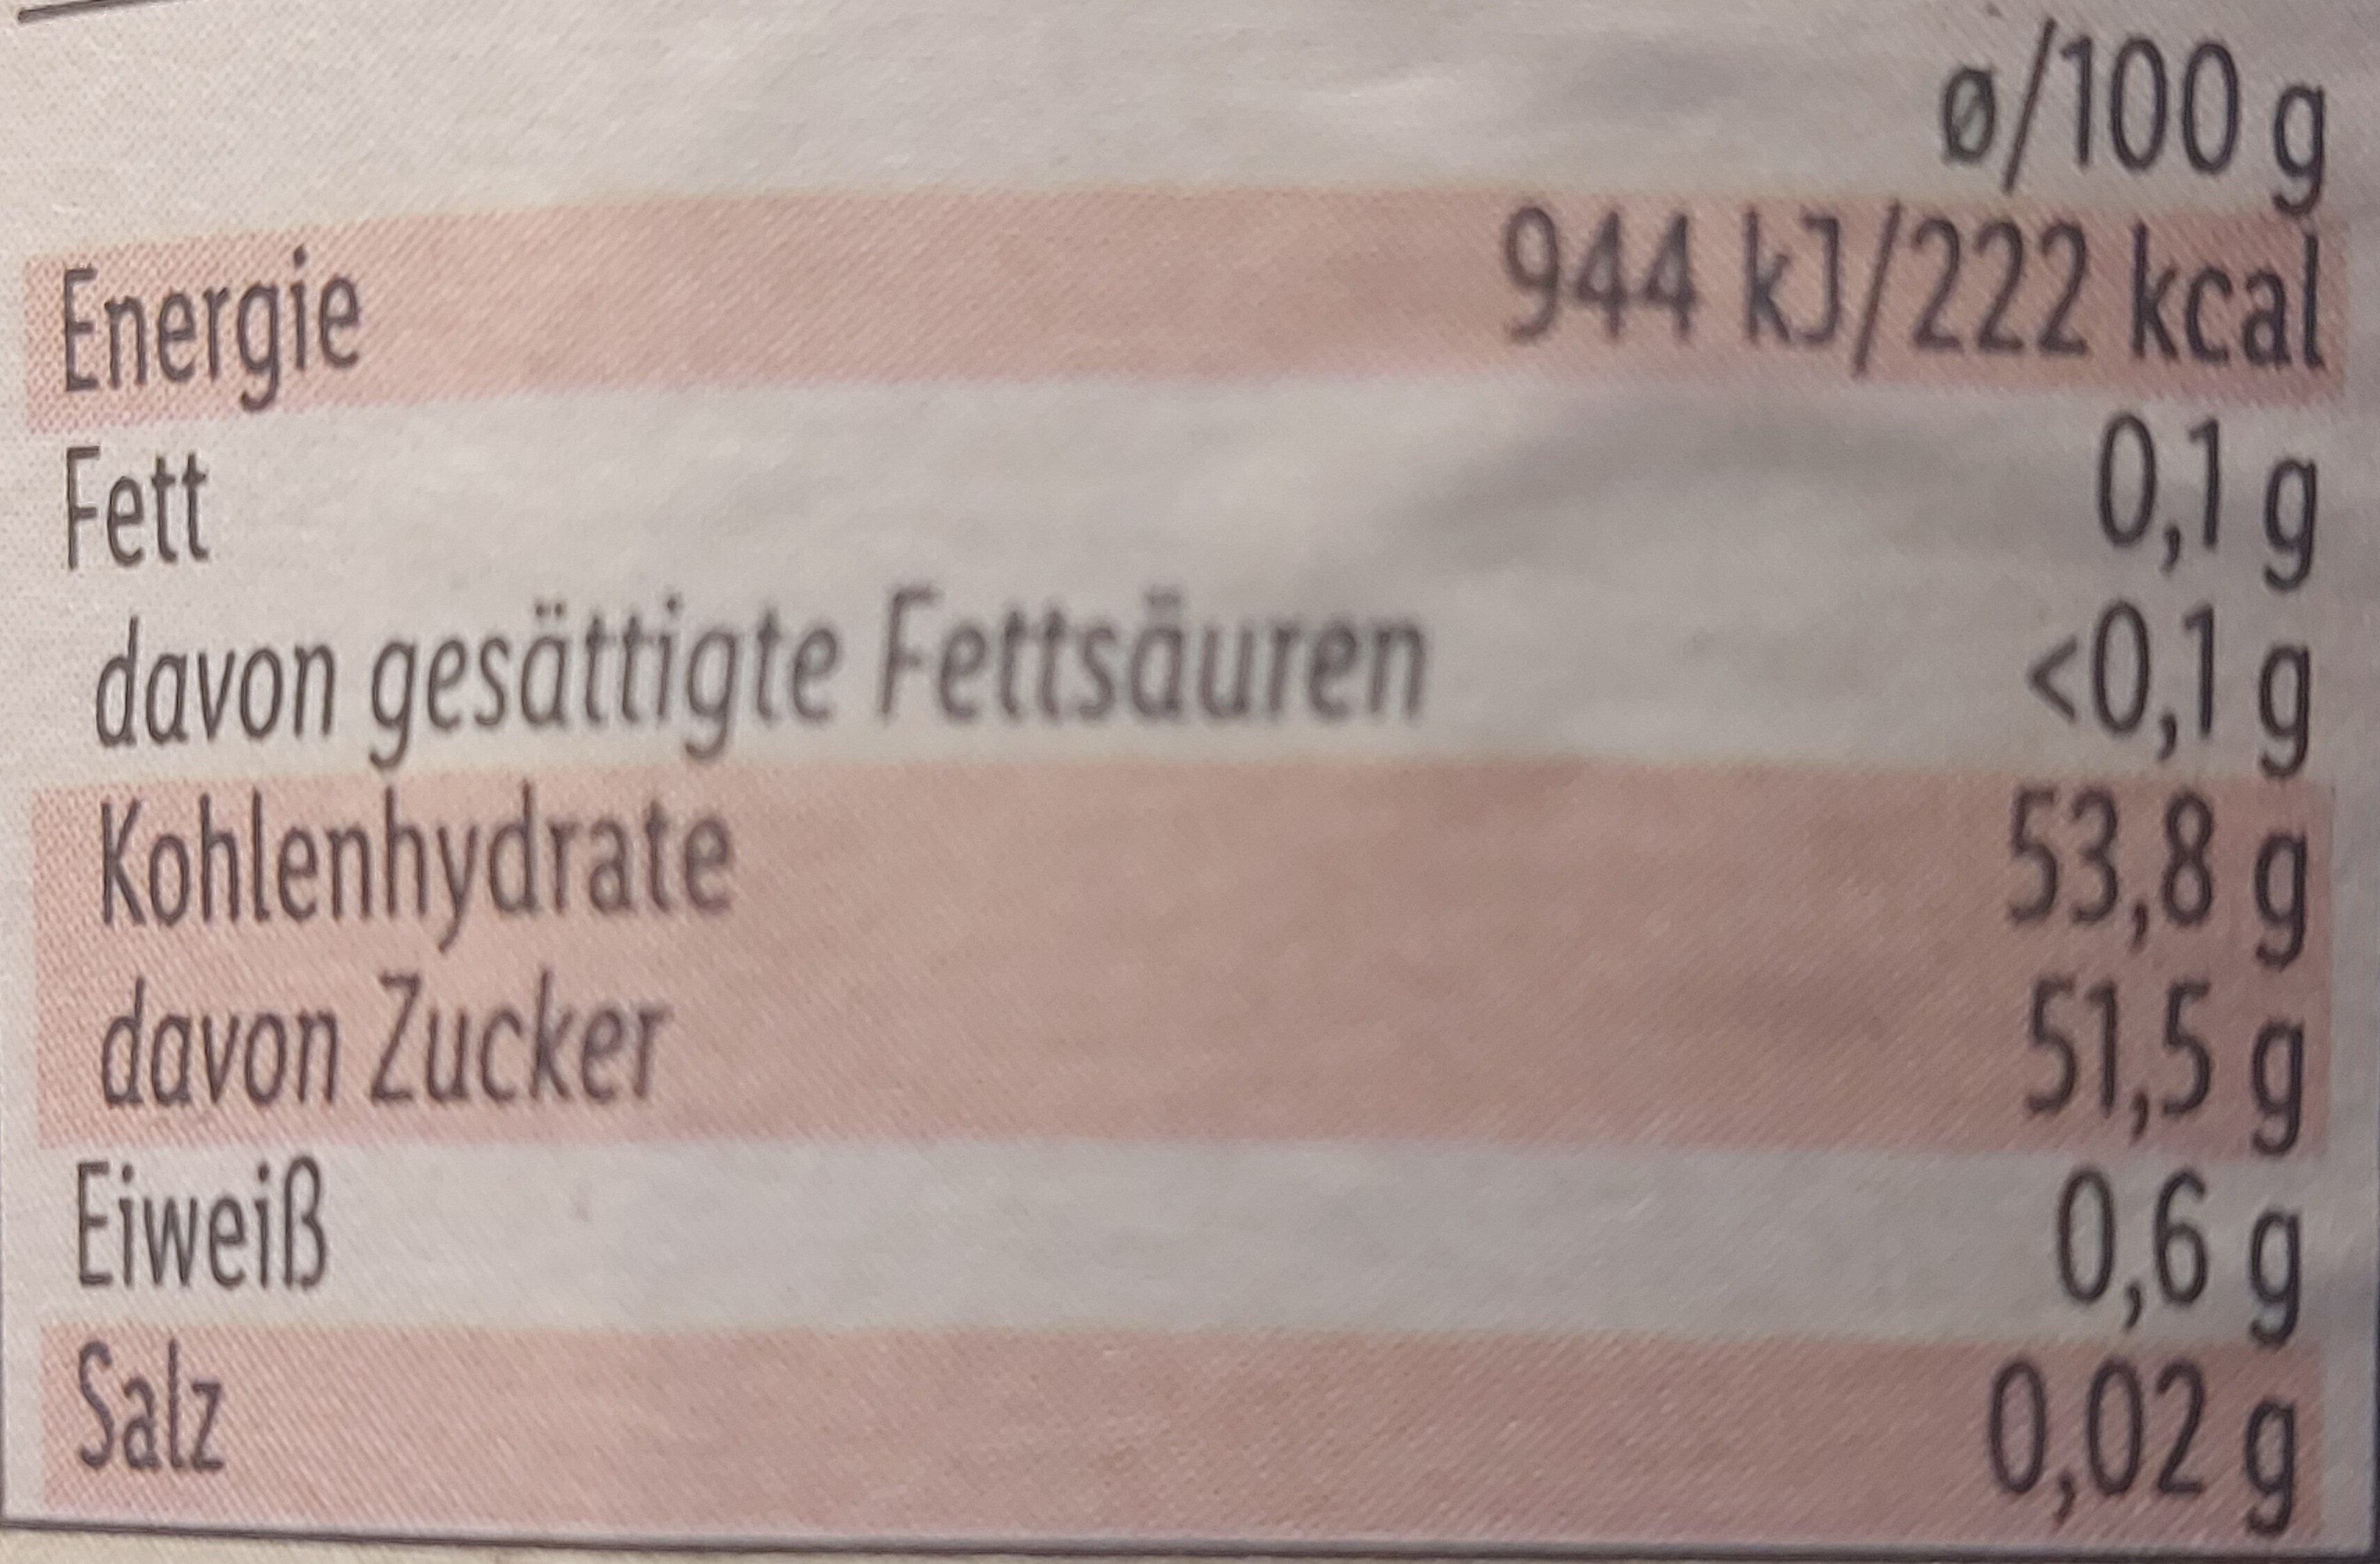 ø/100 g
Energie 944 kJ/222 kcal
Fett 0,1 g
davon gesättigte Fettsäuren <0,1 g
Kohlenhydrate 53,8 g
davon Zucker 51,5 g
Eiweiß 0,6 g
Salz 0,02 g